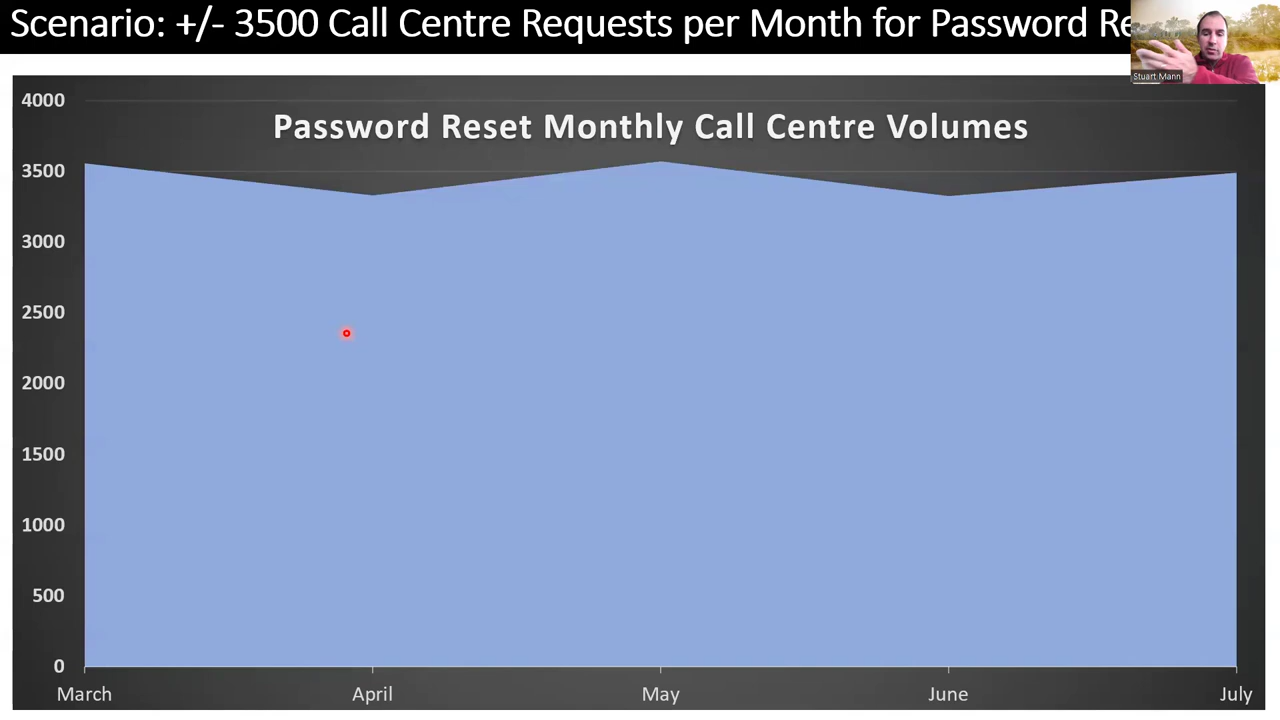 Scenario: +/- 3500 Call Centre Requests per Month for Password
Stuart Mann
Password Reset Monthly Call Centre Volumes
4000
3500
3000
2500
2000
1500
1000
500
0
March April May June July